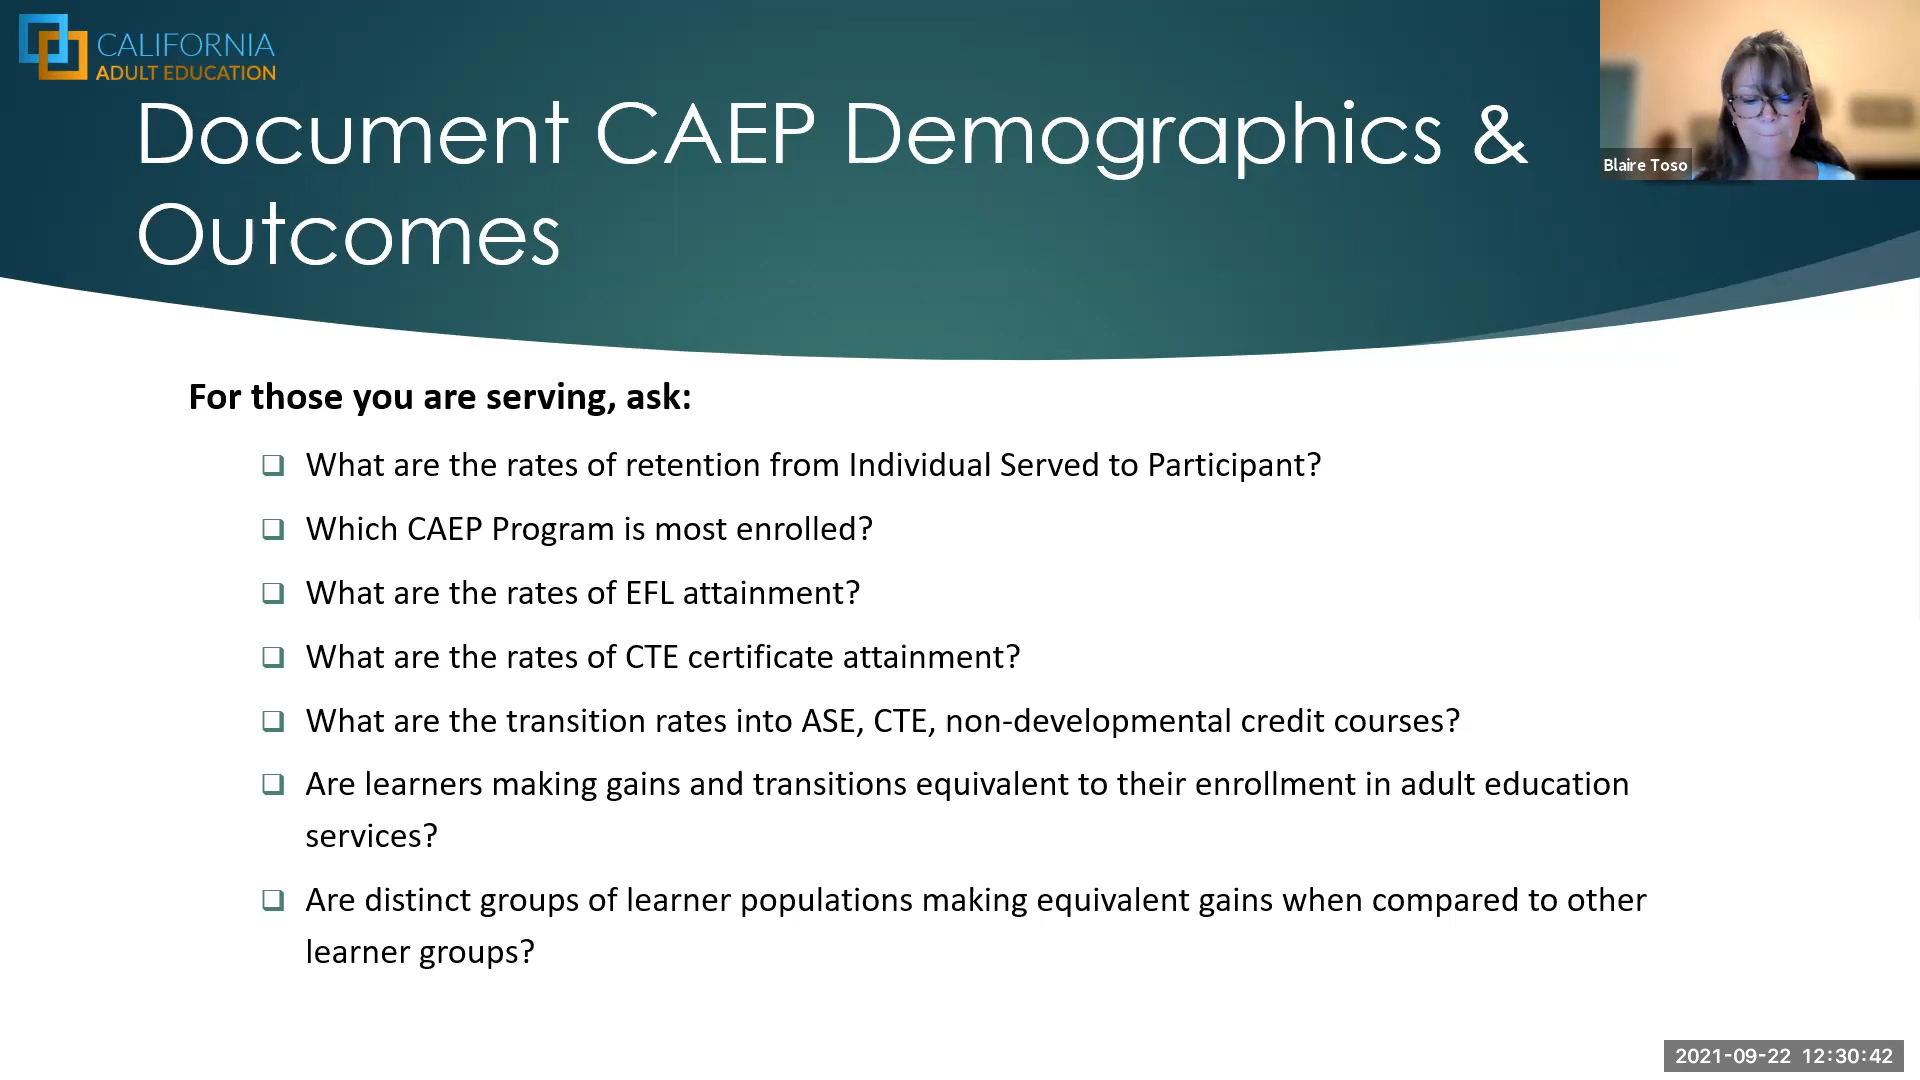 CALIFORNIA
ADULT EDUCATION
Document CAEP Demographics &
Outcomes
Blaire Toso
For those you are serving, ask:
What are the rates of retention from Individual Served to Participant?
Which CAEP Program is most enrolled?
What are the rates of EFL attainment?
What are the rates of CTE certificate attainment?
What are the transition rates into ASE, CTE, non-developmental credit courses?
Are learners making gains and transitions equivalent to their enrollment in adult education
services?
Are distinct groups of learner populations making equivalent gains when compared to other
learner groups?
2021-09-22 12:30:42